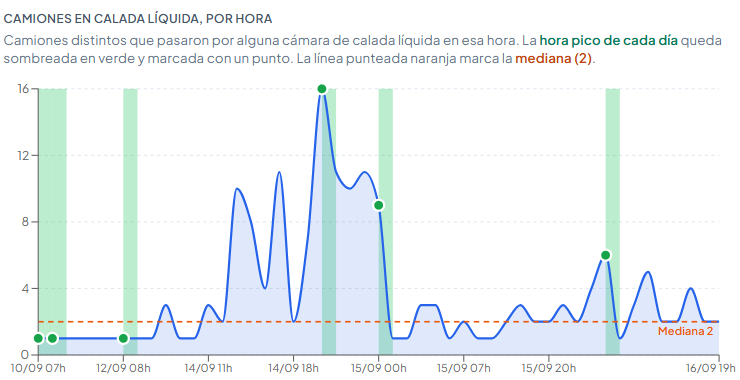 CAMIONES EN CALADA LÍQUIDA, POR HORA
Camiones distintos que pasaron por alguna cámara de calada líquida en esa hora. La hora pico de cada día queda
sombreada en verde y marcada con un punto. La línea punteada naranja marca la mediana (2).
16
12
8
4
0
Mediana 2
10/09 07h 12/09 08h 14/09 11h 14/09 18h 15/09 00h 15/09 07h 15/09 20h 16/09 19h